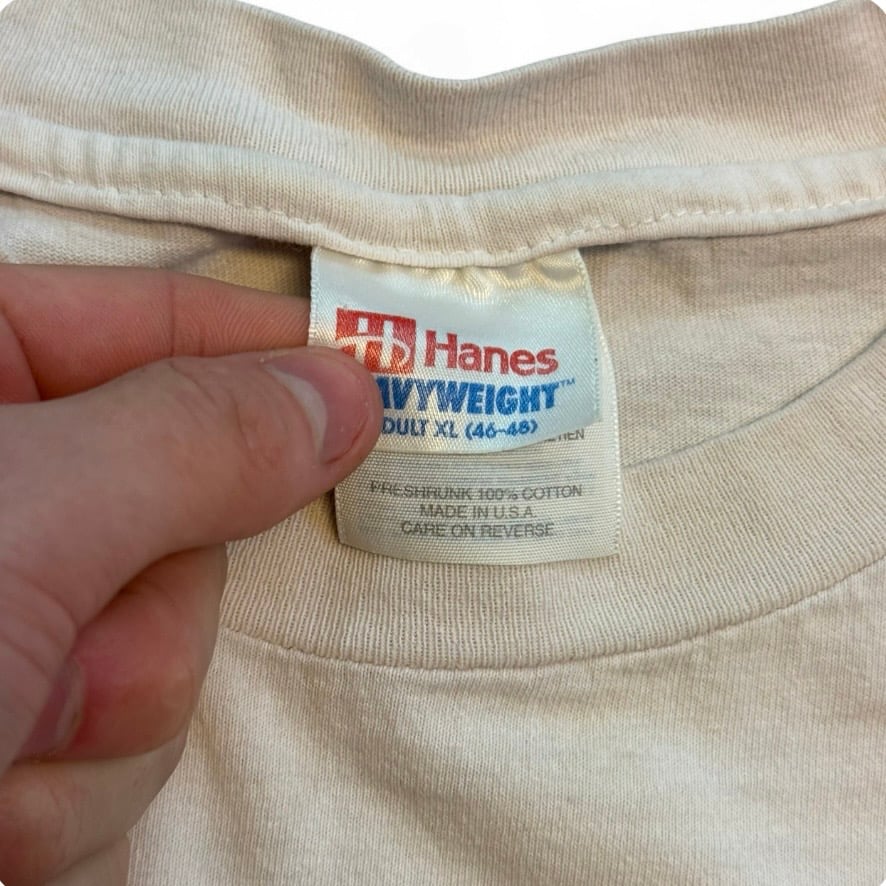 Hanes
AVYWEIGHT™
DULT XL (46-48)
PRESHRUNK 100% COTTON
MADE IN U.S.A.
CARE ON REVERSE